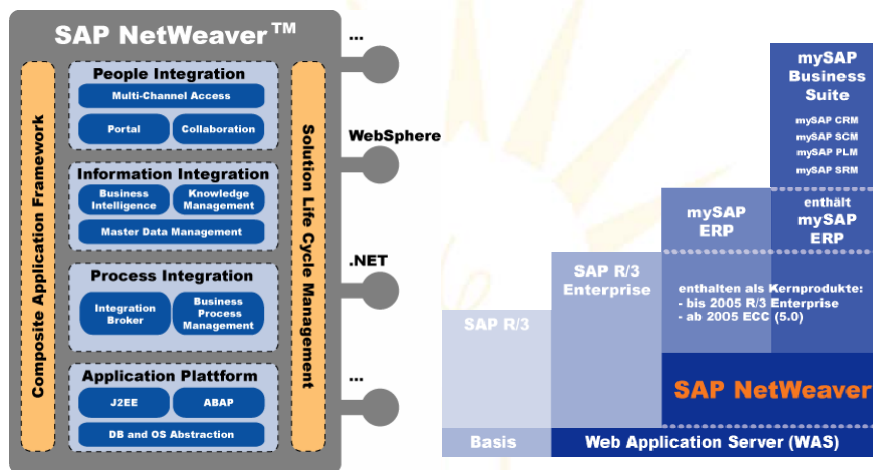 SAP NetWeaver™
Composite Application Framework
People Integration
Multi-Channel Access
Portal
Collaboration
Information Integration
Business
Intelligence
Knowledge
Management
Master Data Management
Process Integration
Integration
Broker
Business
Process
Management
Application Plattform
J2EE
ABAP
DB and OS Abstraction
Solution Life Cycle Management
...
WebSphere
.NET
...
SAP R/3
SAP R/3
Enterprise
mySAP
ERP
mySAP
Business
Suite
mySAP CRM
mySAP SCM
mySAP PLM
mySAP SRM
enthält
mySAP
ERP
enthalten als Kernprodukte:
- bis 2005 R/3 Enterprise
- ab 2005 ECC (5.0)
SAP NetWeaver
Basis
Web Application Server (WAS)